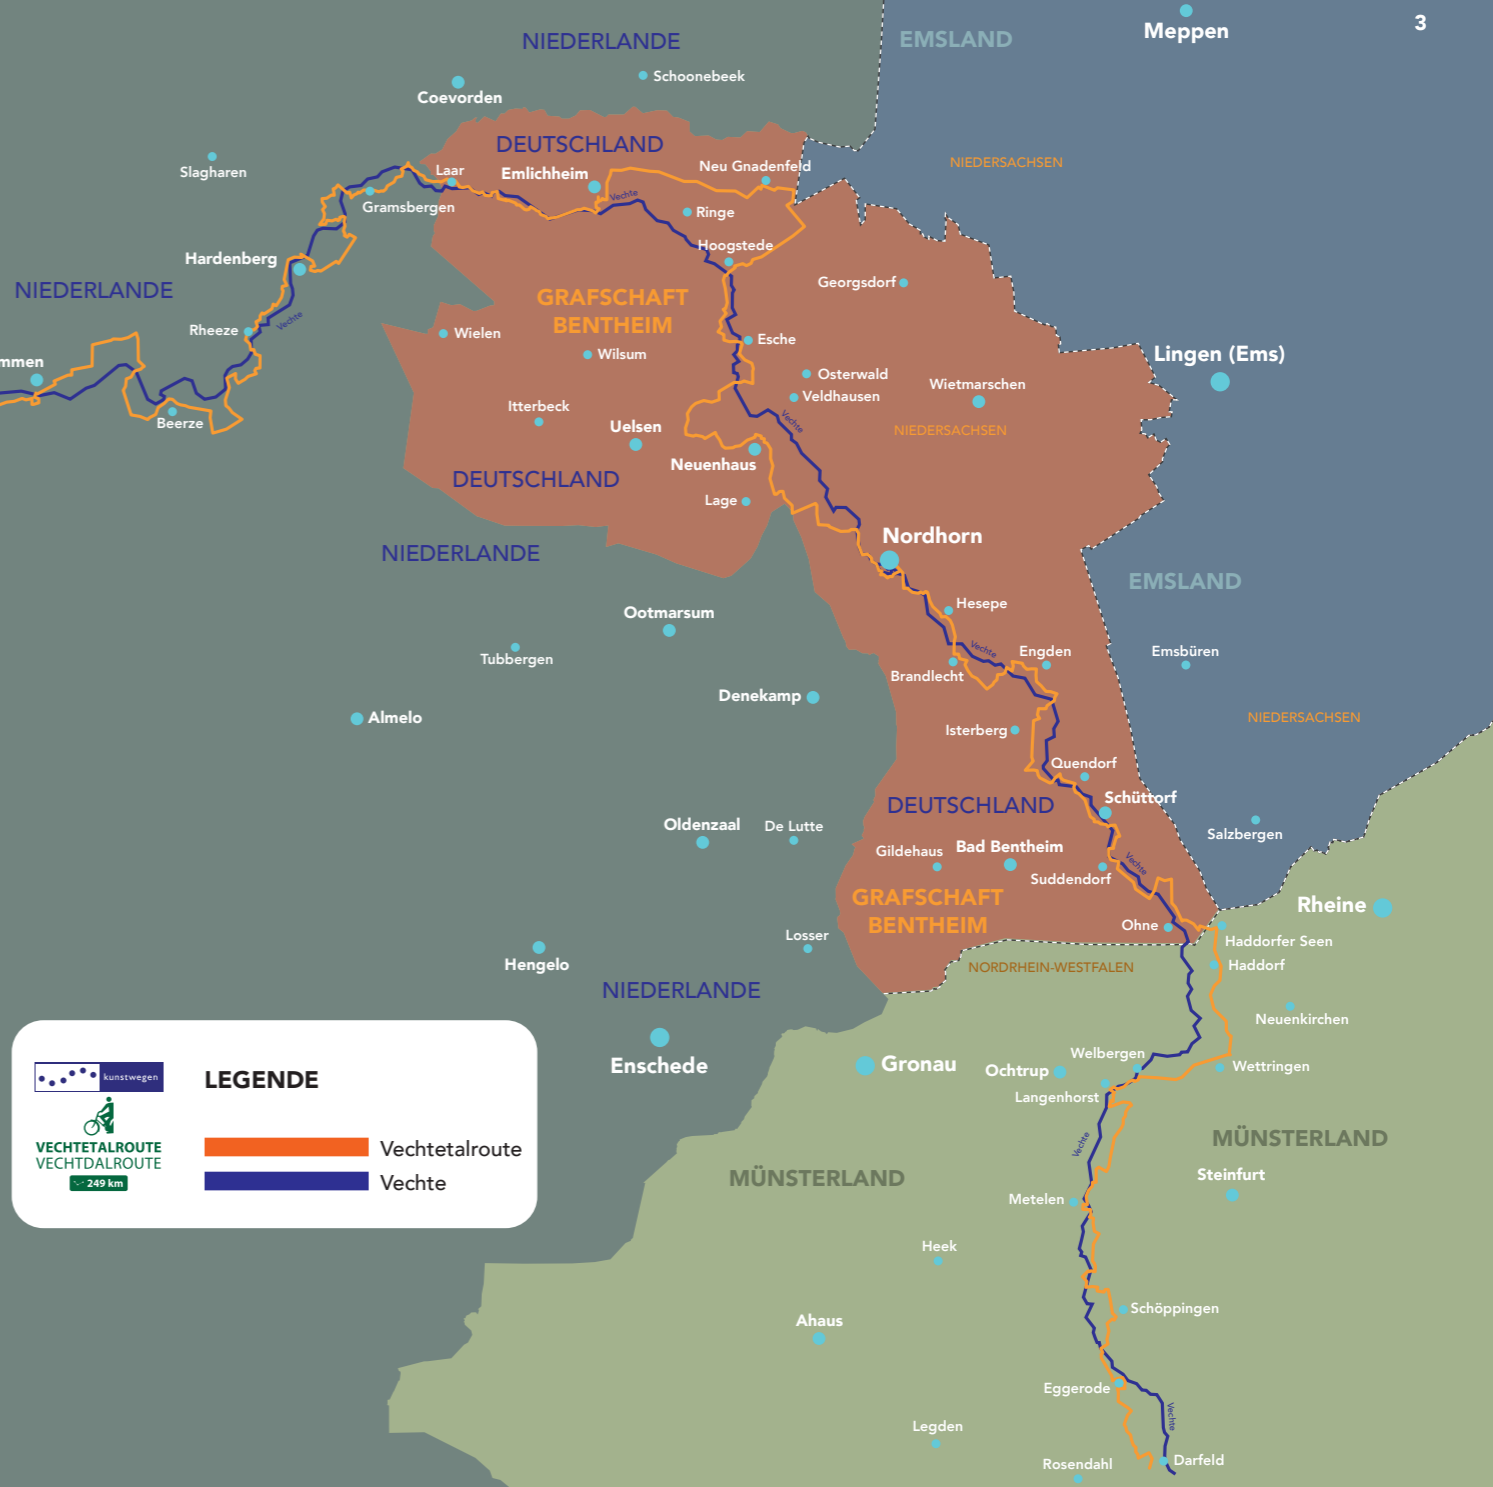 3
Meppen
NIEDERLANDE
EMSLAND
Schoonebeek
Coevorden
DEUTSCHLAND
NIEDERSACHSEN
Slagharen
Laar
Emlichheim
Neu Gnadenfeld
Vechte
Gramsbergen
Ringe
Hoogstede
Hardenberg
NIEDERLANDE
Georgsdorf
GRAFSCHAFT
BENTHEIM
Vechte
Rheeze
Wielen
Esche
Wilsum
Lingen (Ems)
mmen
Osterwald
Wietmarschen
Veldhausen
Itterbeck
Beerze
Vechte
Uelsen
NIEDERSACHSEN
Neuenhaus
DEUTSCHLAND
Lage
Nordhorn
NIEDERLANDE
EMSLAND
Hesepe
Ootmarsum
Vechte
Engden
Emsbüren
Tubbergen
Brandlecht
Denekamp
Almelo
NIEDERSACHSEN
Isterberg
Quendorf
Schüttorf
DEUTSCHLAND
Oldenzaal
De Lutte
Salzbergen
Gildehaus
Bad Bentheim
Vechte
Suddendorf
GRAFSCHAFT
BENTHEIM
Rheine
Ohne
Losser
Haddorfer Seen
Hengelo
NORDRHEIN-WESTFALEN
Haddorf
NIEDERLANDE
Neuenkirchen
Enschede
Gronau
Welbergen
Ochtrup
Wettringen
Langenhorst
kunstwegen
LEGENDE
VECHTETALROUTE
VECHTDALROUTE
249 km
Vechtetalroute
Vechte
Vechte
MÜNSTERLAND
MÜNSTERLAND
Steinfurt
Metelen
Heek
Schöppingen
Ahaus
Eggerode
Vechte
Legden
Rosendahl
Darfeld